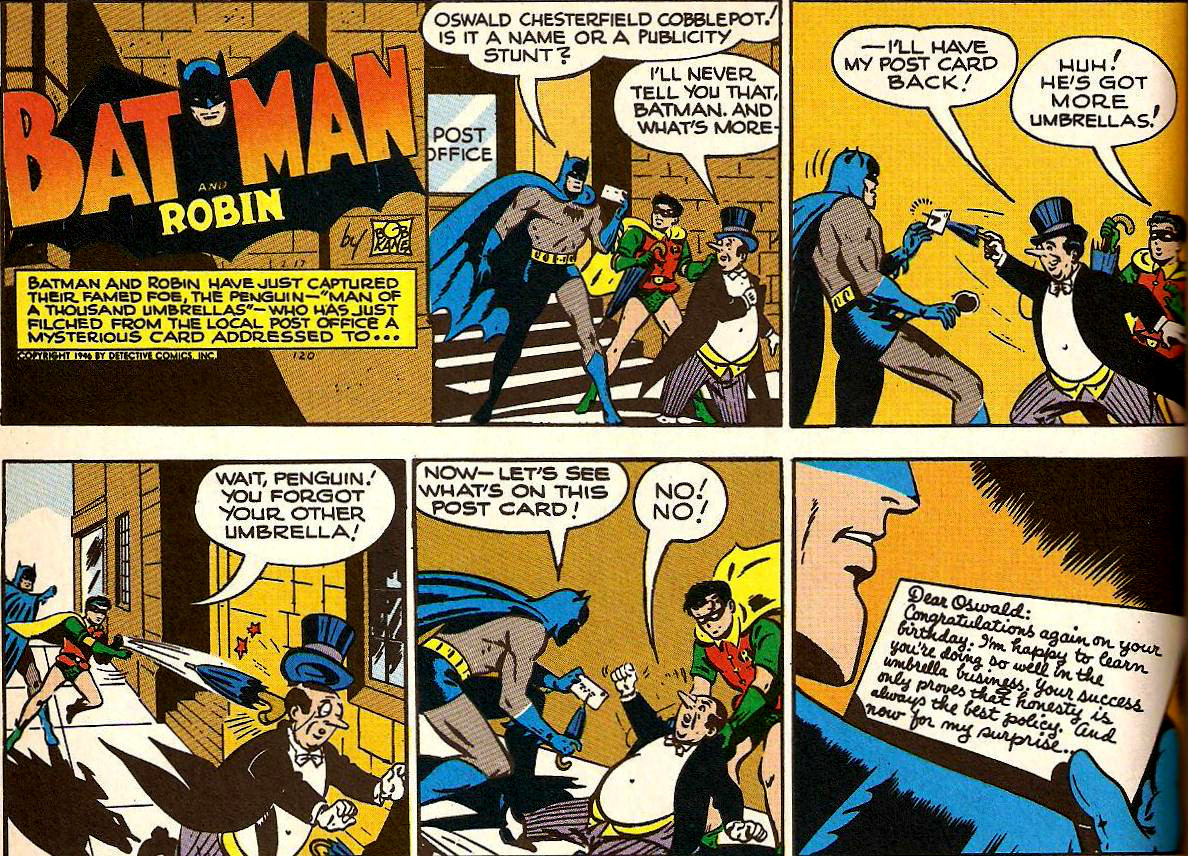 BATMAN
AND
ROBIN
by BOB
KANE
BATMAN AND ROBIN HAVE JUST CAPTURED
THEIR FAMED FOE, THE PENGUIN—"MAN OF
A THOUSAND UMBRELLAS"—WHO HAS JUST
FILCHED FROM THE LOCAL POST OFFICE A
MYSTERIOUS CARD ADDRESSED TO...
COPYRIGHT 1946 BY DETECTIVE COMICS, INC.
120
OSWALD CHESTERFIELD COBBLEPOT!
IS IT A NAME OR A PUBLICITY
STUNT?
I'LL NEVER
TELL YOU THAT,
BATMAN. AND
WHAT'S MORE-
POST
OFFICE
—I'LL HAVE
MY POST CARD
BACK!
HUH!
HE'S GOT
MORE
UMBRELLAS!
WAIT, PENGUIN!
YOU FORGOT
YOUR OTHER
UMBRELLA!
NOW—LET'S SEE
WHAT'S ON THIS
POST CARD!
NO!
NO!
R
Dear Oswald:
Congratulations again on your
birthday. I'm happy to learn
you're doing so well in the
umbrella business. Your success
only proves that honesty is
always the best policy. And
now for my surprise...